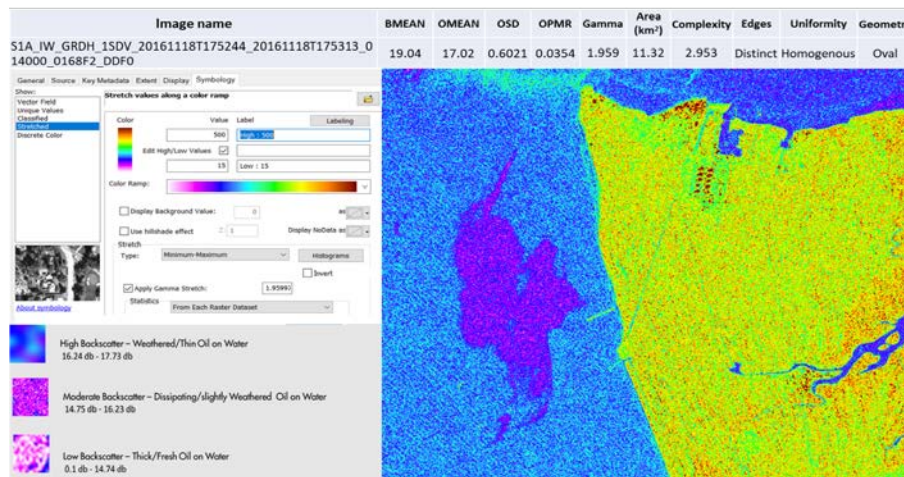 Image name BMEAN OMEAN OSD OPMR Gamma Area (km²) Complexity Edges Uniformity Geometr
S1A_IW_GRDH_1SDV_20161118T175244_20161118T175313_0
14000_0168F2_DDF0
19.04 17.02 0.6021 0.0354 1.959 11.32 2.953 Distinct Homogenous Oval
General Source Key Metadata Extent Display Symbology
Show:
Vector Field
Unique Values
Classified
Stretched
Discrete Color
Stretch values along a color ramp
Color Value Label Labeling
500 High : 500
Edit High/Low Values
15 Low : 15
Color Ramp:
Display Background Value: 0 as
Use hillshade effect Z: 1 Display NoData as
Stretch
Type: Minimum-Maximum Histograms
Invert
Apply Gamma Stretch:
Statistics
From Each Raster Dataset
About symbology
High Backscatter – Weathered/Thin Oil on Water
16.24 db - 17.73 db
Moderate Backscatter – Dissipating/slightly Weathered Oil on Water
14.75 db - 16.23 db
Low Backscatter – Thick/Fresh Oil on Water
0.1 db - 14.74 db